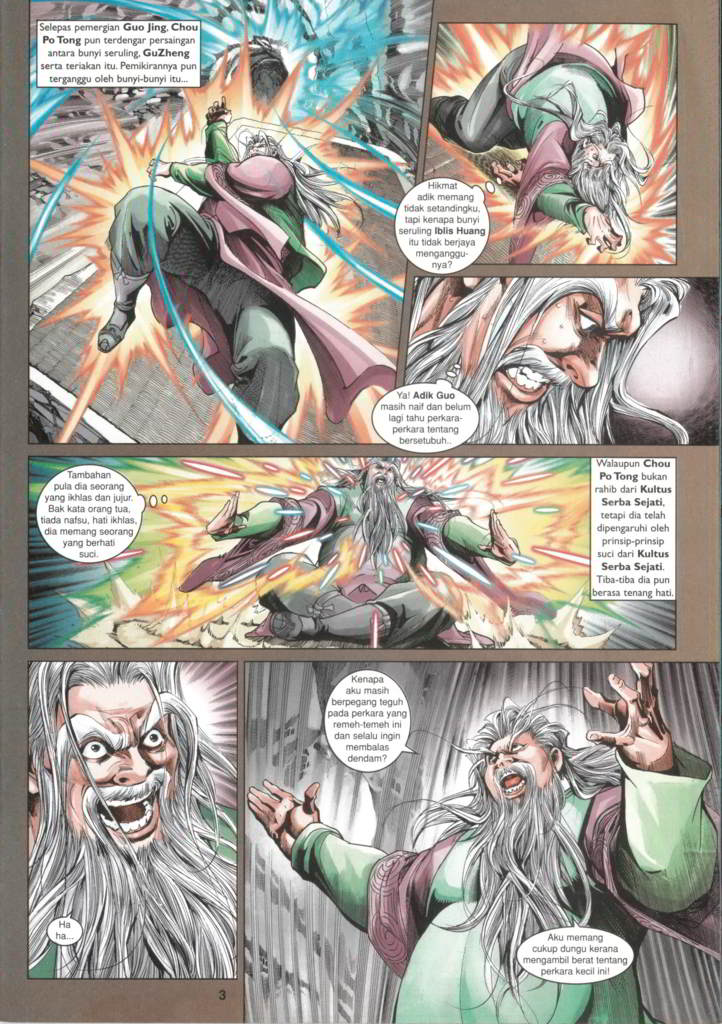 Selepas pemergian Guo Jing, Chou
Po Tong pun terdengar persaingan
antara bunyi seruling, GuZheng
serta teriakan itu. Pemikirannya pun
terganggu oleh bunyi-bunyi itu...
Hikmat
adik memang
tidak setandingku,
tapi kenapa bunyi
seruling Iblis Huang
itu tidak berjaya
menganggu-
nya?
Ya! Adik Guo
masih naif dan belum
lagi tahu perkara-
perkara tentang
bersetubuh..
Tambahan
pula dia seorang
yang ikhlas dan jujur.
Bak kata orang tua,
tiada nafsu, hati ikhlas,
dia memang seorang
yang berhati
suci.
Walaupun Chou
Po Tong bukan
rahib dari Kultus
Serba Sejati,
tetapi dia telah
dipengaruhi oleh
prinsip-prinsip
suci dari Kultus
Serba Sejati.
Tiba-tiba dia pun
berasa tenang hati.
Ha
ha...
Kenapa
aku masih
berpegang teguh
pada perkara yang
remeh-temeh ini
dan selalu ingin
membalas
dendam?
Aku memang
cukup dungu kerana
mengambil berat tentang
perkara kecil ini!
3